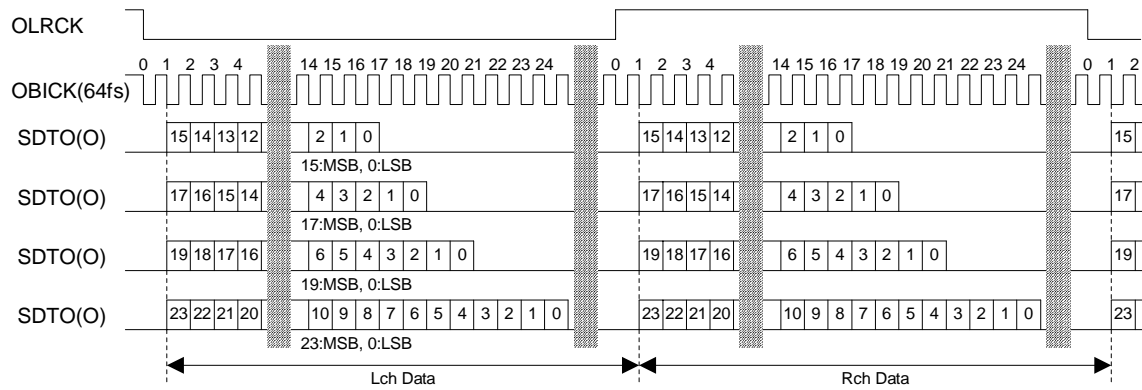 OLRCK
0 1 2 3 4 14 15 16 17 18 19 20 21 22 23 24 0 1 2 3 4 14 15 16 17 18 19 20 21 22 23 24 0 1 2
OBICK(64fs)
SDTO(O) 15 14 13 12 2 1 0 15 14 13 12 2 1 0 15
15:MSB, 0:LSB
SDTO(O) 17 16 15 14 4 3 2 1 0 17 16 15 14 4 3 2 1 0 17
17:MSB, 0:LSB
SDTO(O) 19 18 17 16 6 5 4 3 2 1 0 19 18 17 16 6 5 4 3 2 1 0 19
19:MSB, 0:LSB
SDTO(O) 23 22 21 20 10 9 8 7 6 5 4 3 2 1 0 23 22 21 20 10 9 8 7 6 5 4 3 2 1 0 23
23:MSB, 0:LSB
Lch Data Rch Data